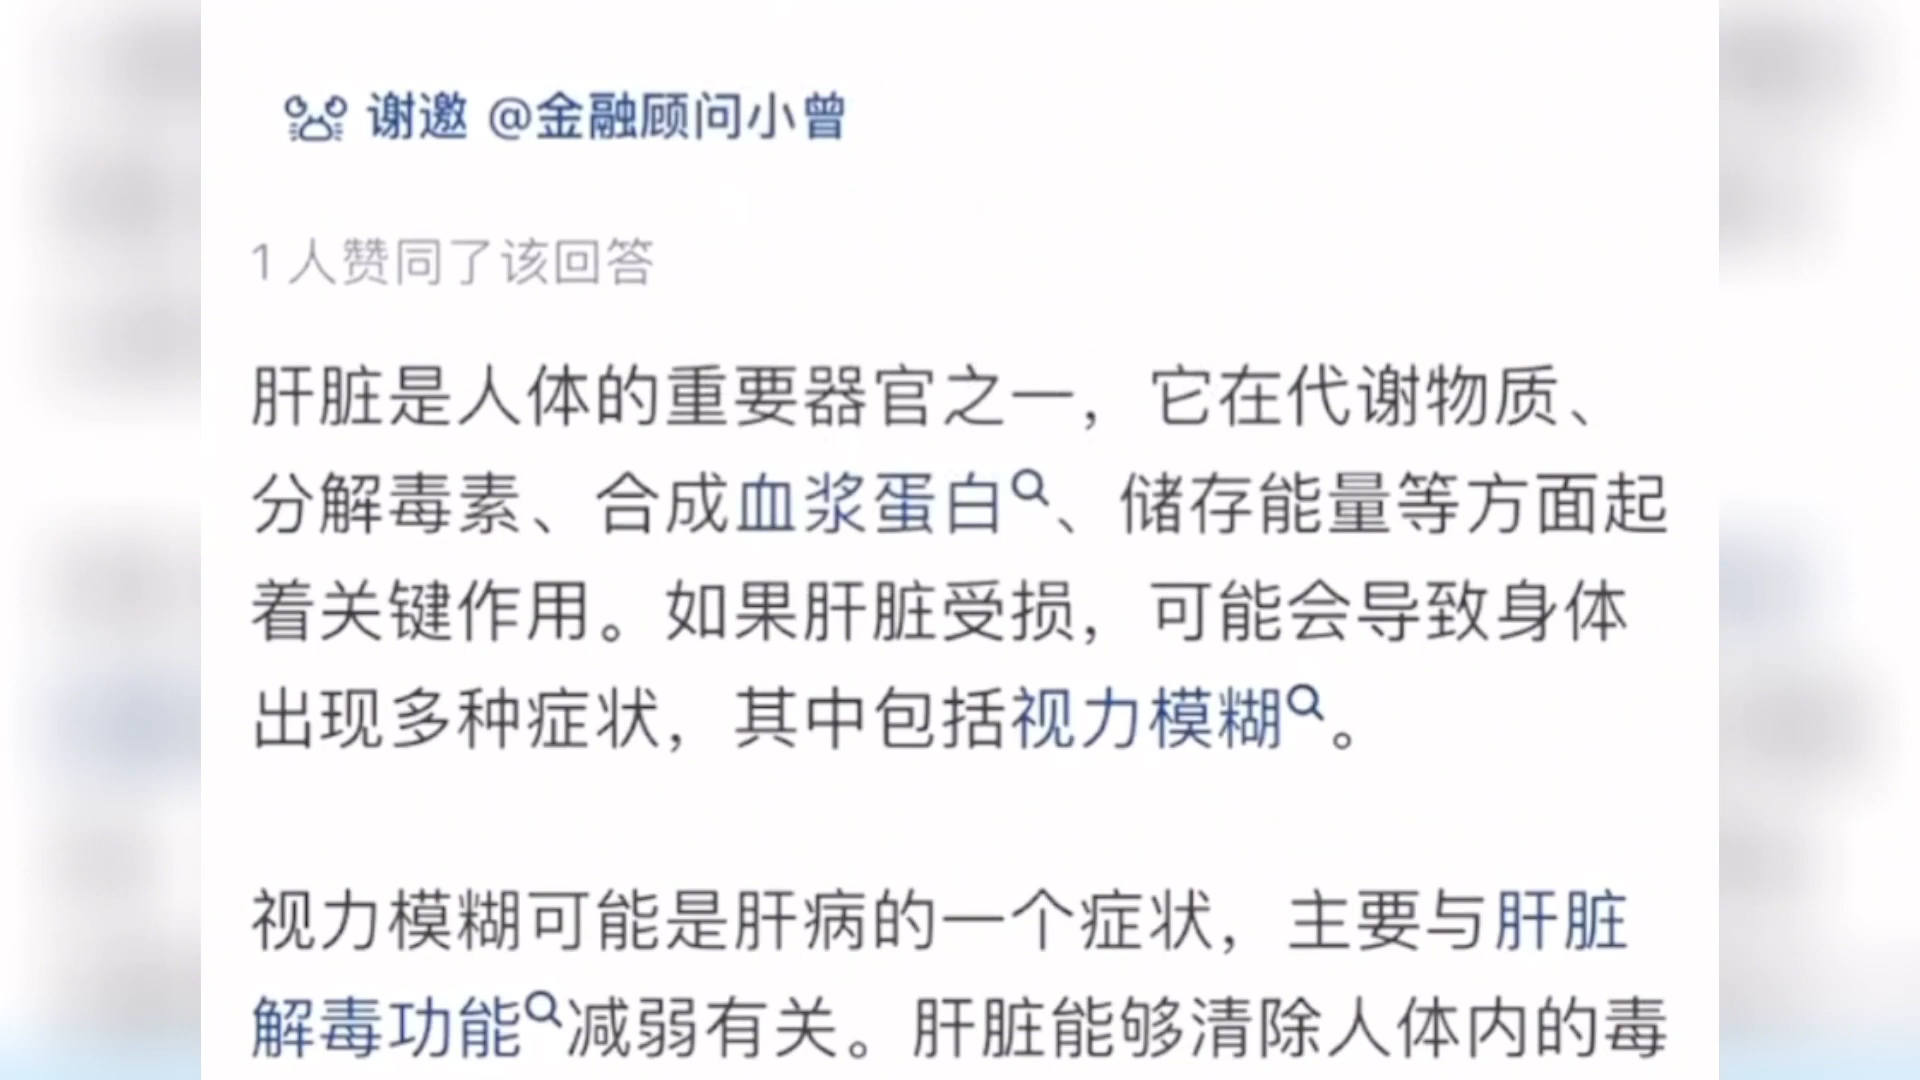 谢邀 @金融顾问小曾
1 人赞同了该回答
肝脏是人体的重要器官之一，它在代谢物质、
分解毒素、合成血浆蛋白、储存能量等方面起
着关键作用。如果肝脏受损，可能会导致身体
出现多种症状，其中包括视力模糊。
视力模糊可能是肝病的一个症状，主要与肝脏
解毒功能减弱有关。肝脏能够清除人体内的毒